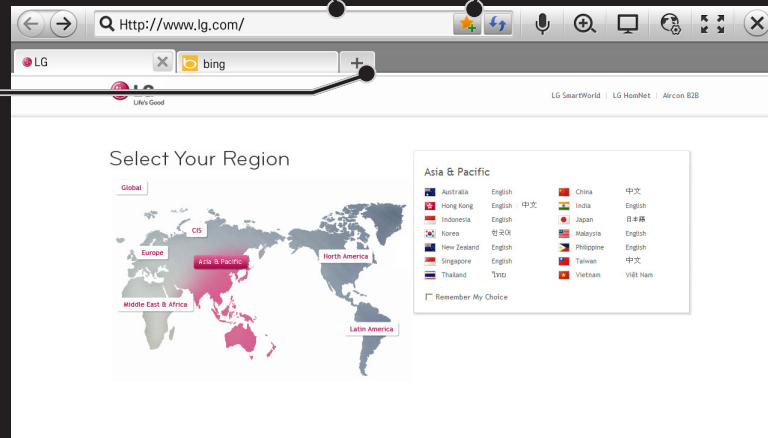 Http://www.lg.com/
LG
bing
LG
Life's Good
LG SmartWorld | LG HomNet | Aircon B2B
Select Your Region
Global
CIS
Europe
Asia & Pacific
North America
Middle East & Africa
Latin America
Asia & Pacific
Australia English
Hong Kong English 中文
Indonesia English
Korea 한국어
New Zealand English
Singapore English
Thailand ไทย
China 中文
India English
Japan 日本語
Malaysia English
Philippine English
Taiwan 中文
Vietnam Việt Nam
Remember My Choice